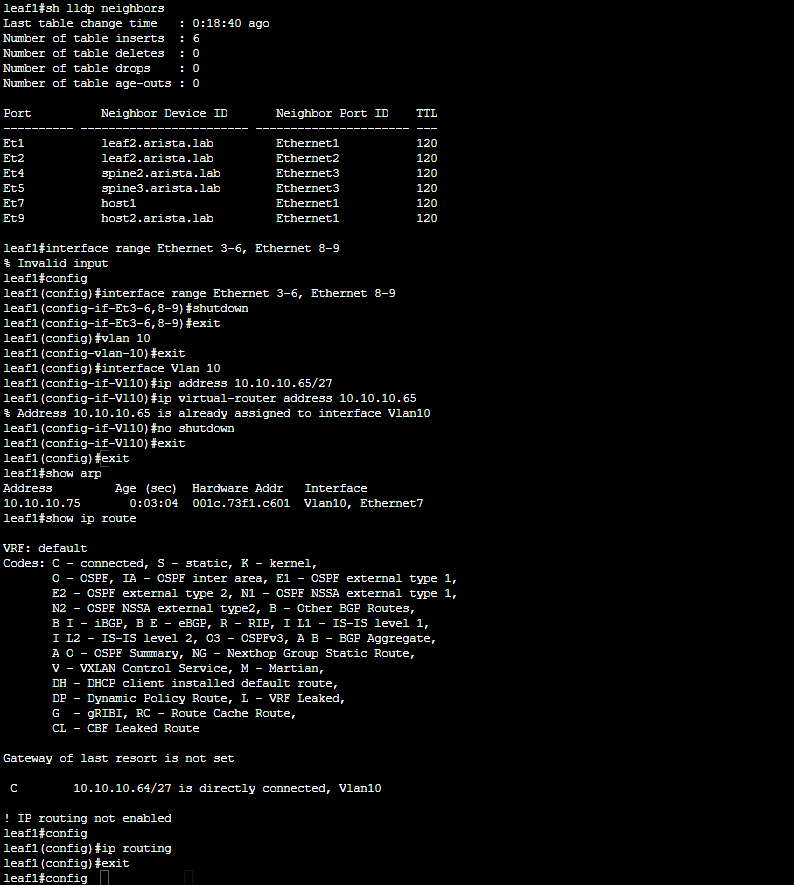 leaf1#sh lldp neighbors
Last table change time   : 0:18:40 ago
Number of table inserts  : 6
Number of table deletes  : 0
Number of table drops    : 0
Number of table age-outs : 0
Port          Neighbor Device ID       Neighbor Port ID    TTL
---------- ------------------------ ---------------------- ---
Et1           leaf2.arista.lab         Ethernet1           120
Et2           leaf2.arista.lab         Ethernet2           120
Et4           spine2.arista.lab        Ethernet3           120
Et5           spine3.arista.lab        Ethernet3           120
Et7           host1                    Ethernet1           120
Et9           host2.arista.lab         Ethernet1           120
leaf1#interface range Ethernet 3-6, Ethernet 8-9
% Invalid input
leaf1#config
leaf1(config)#interface range Ethernet 3-6, Ethernet 8-9
leaf1(config-if-Et3-6,8-9)#shutdown
leaf1(config-if-Et3-6,8-9)#exit
leaf1(config)#vlan 10
leaf1(config-vlan-10)#exit
leaf1(config)#interface Vlan 10
leaf1(config-if-Vl10)#ip address 10.10.10.65/27
leaf1(config-if-Vl10)#ip virtual-router address 10.10.10.65
% Address 10.10.10.65 is already assigned to interface Vlan10
leaf1(config-if-Vl10)#no shutdown
leaf1(config-if-Vl10)#exit
leaf1(config)#exit
leaf1#show arp
Address         Age (sec)  Hardware Addr   Interface
10.10.10.75       0:03:04  001c.73f1.c601  Vlan10, Ethernet7
leaf1#show ip route
VRF: default
Codes: C - connected, S - static, K - kernel,
       O - OSPF, IA - OSPF inter area, E1 - OSPF external type 1,
       E2 - OSPF external type 2, N1 - OSPF NSSA external type 1,
       N2 - OSPF NSSA external type2, B - Other BGP Routes,
       B I - iBGP, B E - eBGP, R - RIP, I L1 - IS-IS level 1,
       I L2 - IS-IS level 2, O3 - OSPFv3, A B - BGP Aggregate,
       A O - OSPF Summary, NG - Nexthop Group Static Route,
       V - VXLAN Control Service, M - Martian,
       DH - DHCP client installed default route,
       DP - Dynamic Policy Route, L - VRF Leaked,
       G  - gRIBI, RC - Route Cache Route,
       CL - CBF Leaked Route
Gateway of last resort is not set
 C        10.10.10.64/27 is directly connected, Vlan10
! IP routing not enabled
leaf1#config
leaf1(config)#ip routing
leaf1(config)#exit
leaf1#config